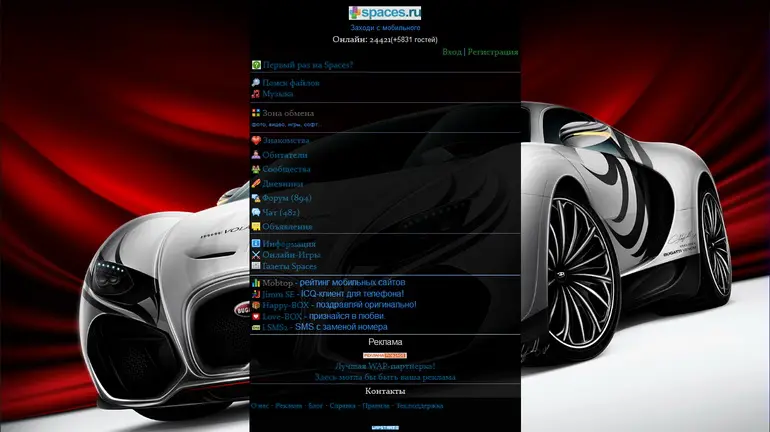 spaces.ru
Заходи с мобильного
Онлайн: 24421(+5831 гостей)
Вход | Регистрация
Первый раз на Spaces?
Поиск файлов
Музыка
Зона обмена
фото, видео, игры, софт...
Знакомства
Обитатели
Сообщества
Дневники
Форум (894)
Чат (482)
Объявления
Информация
Онлайн-Игры
Газеты Spaces
Mobtop - рейтинг мобильных сайтов
Jimm SE - ICQ-клиент для телефона!
Happy-BOX - поздравляй оригинально!
Love-BOX - признайся в любви
1SMS1 - SMS с заменой номера
Реклама
Лучшая WAP-партнерка!
Здесь могла бы быть ваша реклама
Контакты
О нас · Реклама · Блог · Справка · Правила · Техподдержка